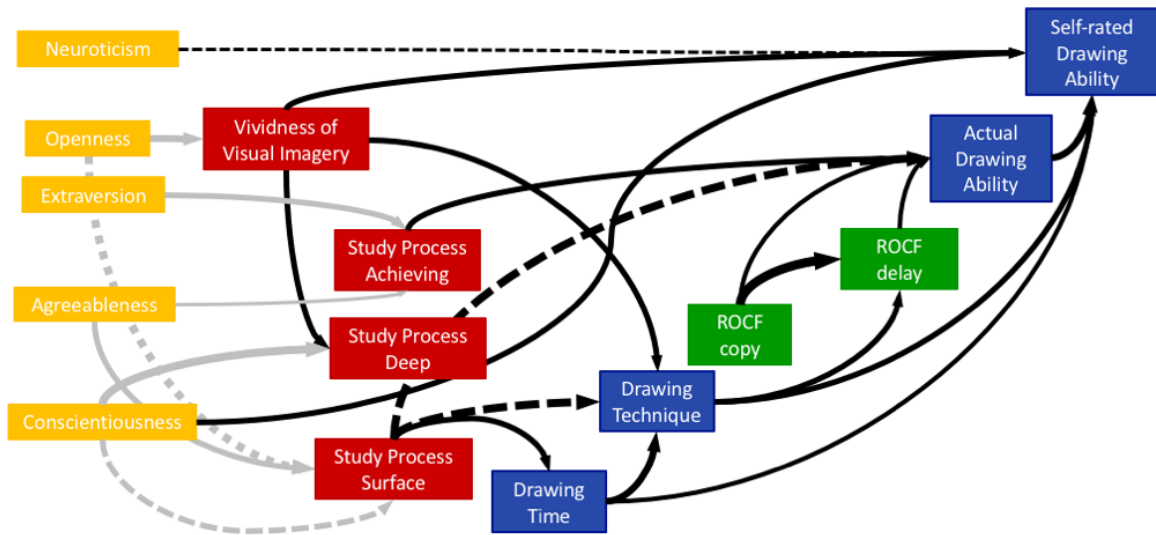 Neuroticism
Self-rated
Drawing
Ability
Openness
Vividness of
Visual Imagery
Actual
Drawing
Ability
Extraversion
Study Process
Achieving
ROCF
delay
Agreeableness
ROCF
copy
Study Process
Deep
Drawing
Technique
Conscientiousness
Study Process
Surface
Drawing
Time